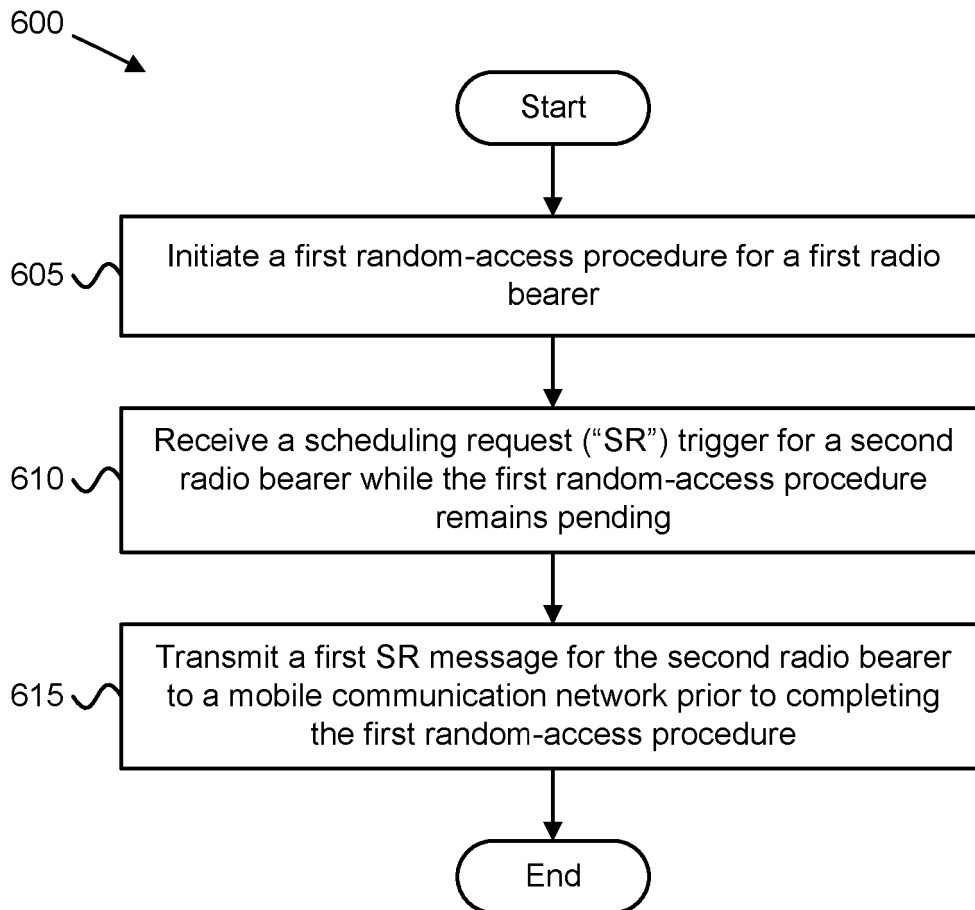 600
Start
605
Initiate a first random-access procedure for a first radio
bearer
610
Receive a scheduling request (“SR”) trigger for a second
radio bearer while the first random-access procedure
remains pending
615
Transmit a first SR message for the second radio bearer
to a mobile communication network prior to completing
the first random-access procedure
End